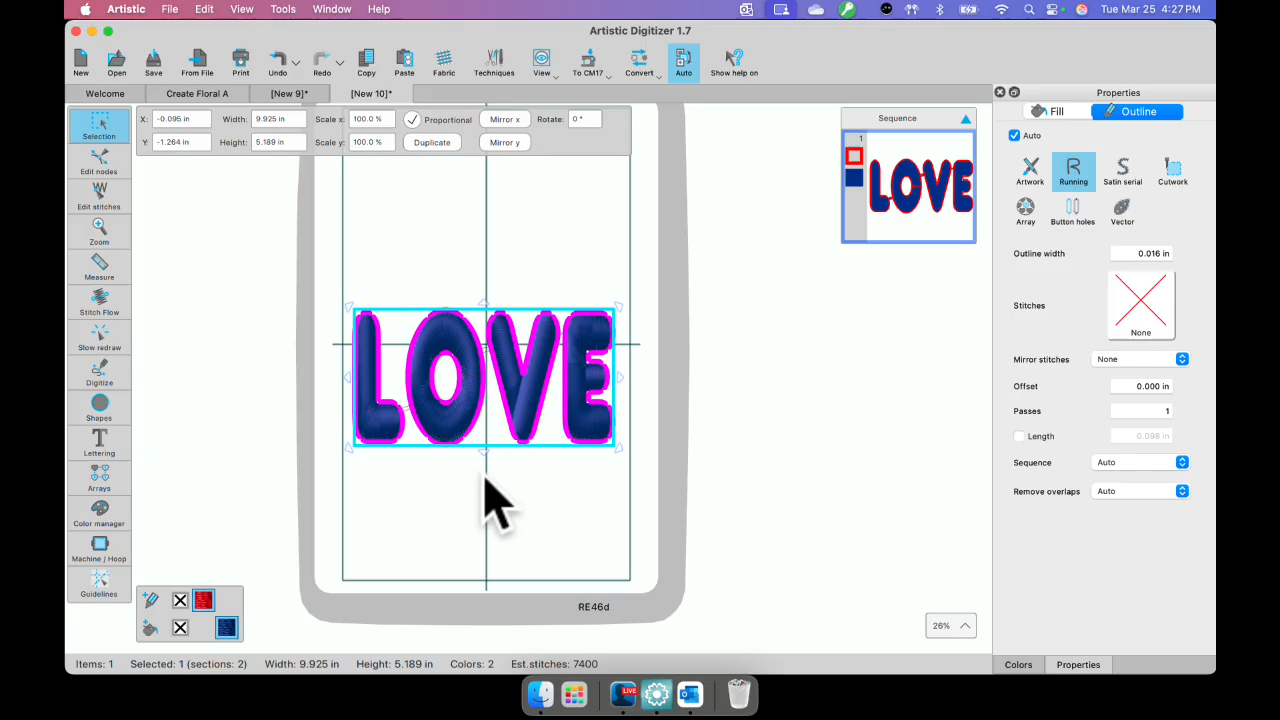 Artistic File Edit View Tools Window Help Tue Mar 25 4:27 PM
Artistic Digitizer 1.7
New Open Save From File Print Undo Redo Copy Paste Fabric Techniques View To CM17 Convert Auto Show help on
Welcome Create Floral A [New 9]* [New 10]*
Properties
Selection
Edit nodes
Edit stitches
Zoom
Measure
Stitch Flow
Slow redraw
Digitize
Shapes
Lettering
Arrays
Color manager
Machine / Hoop
Guidelines
X: -0.095 in Width: 9.925 in Scale x: 100.0 % Proportional Mirror x Rotate: 0 °
Y: -1.264 in Height: 5.189 in Scale y: 100.0 % Duplicate Mirror y
LOVE
RE46d
Sequence
1
LOVE
26%
Fill Outline
Auto
Artwork Running Satin serial Cutwork
Array Button holes Vector
Outline width 0.016 in
Stitches None
Mirror stitches None
Offset 0.000 in
Passes 1
Length 0.098 in
Sequence Auto
Remove overlaps Auto
Colors Properties
Items: 1 Selected: 1 (sections: 2) Width: 9.925 in Height: 5.189 in Colors: 2 Est.stitches: 7400
LIVE